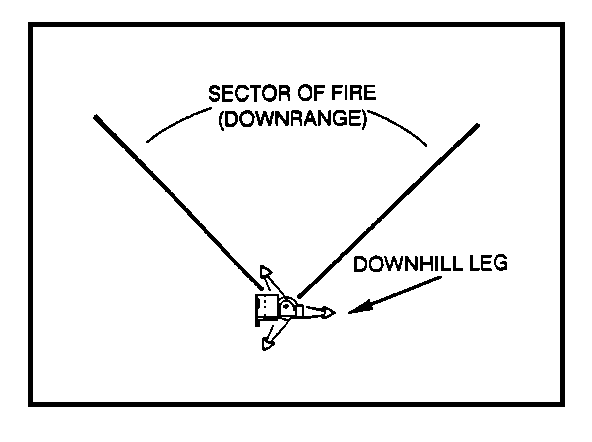 SECTOR OF FIRE
(DOWNRANGE)
DOWNHILL LEG